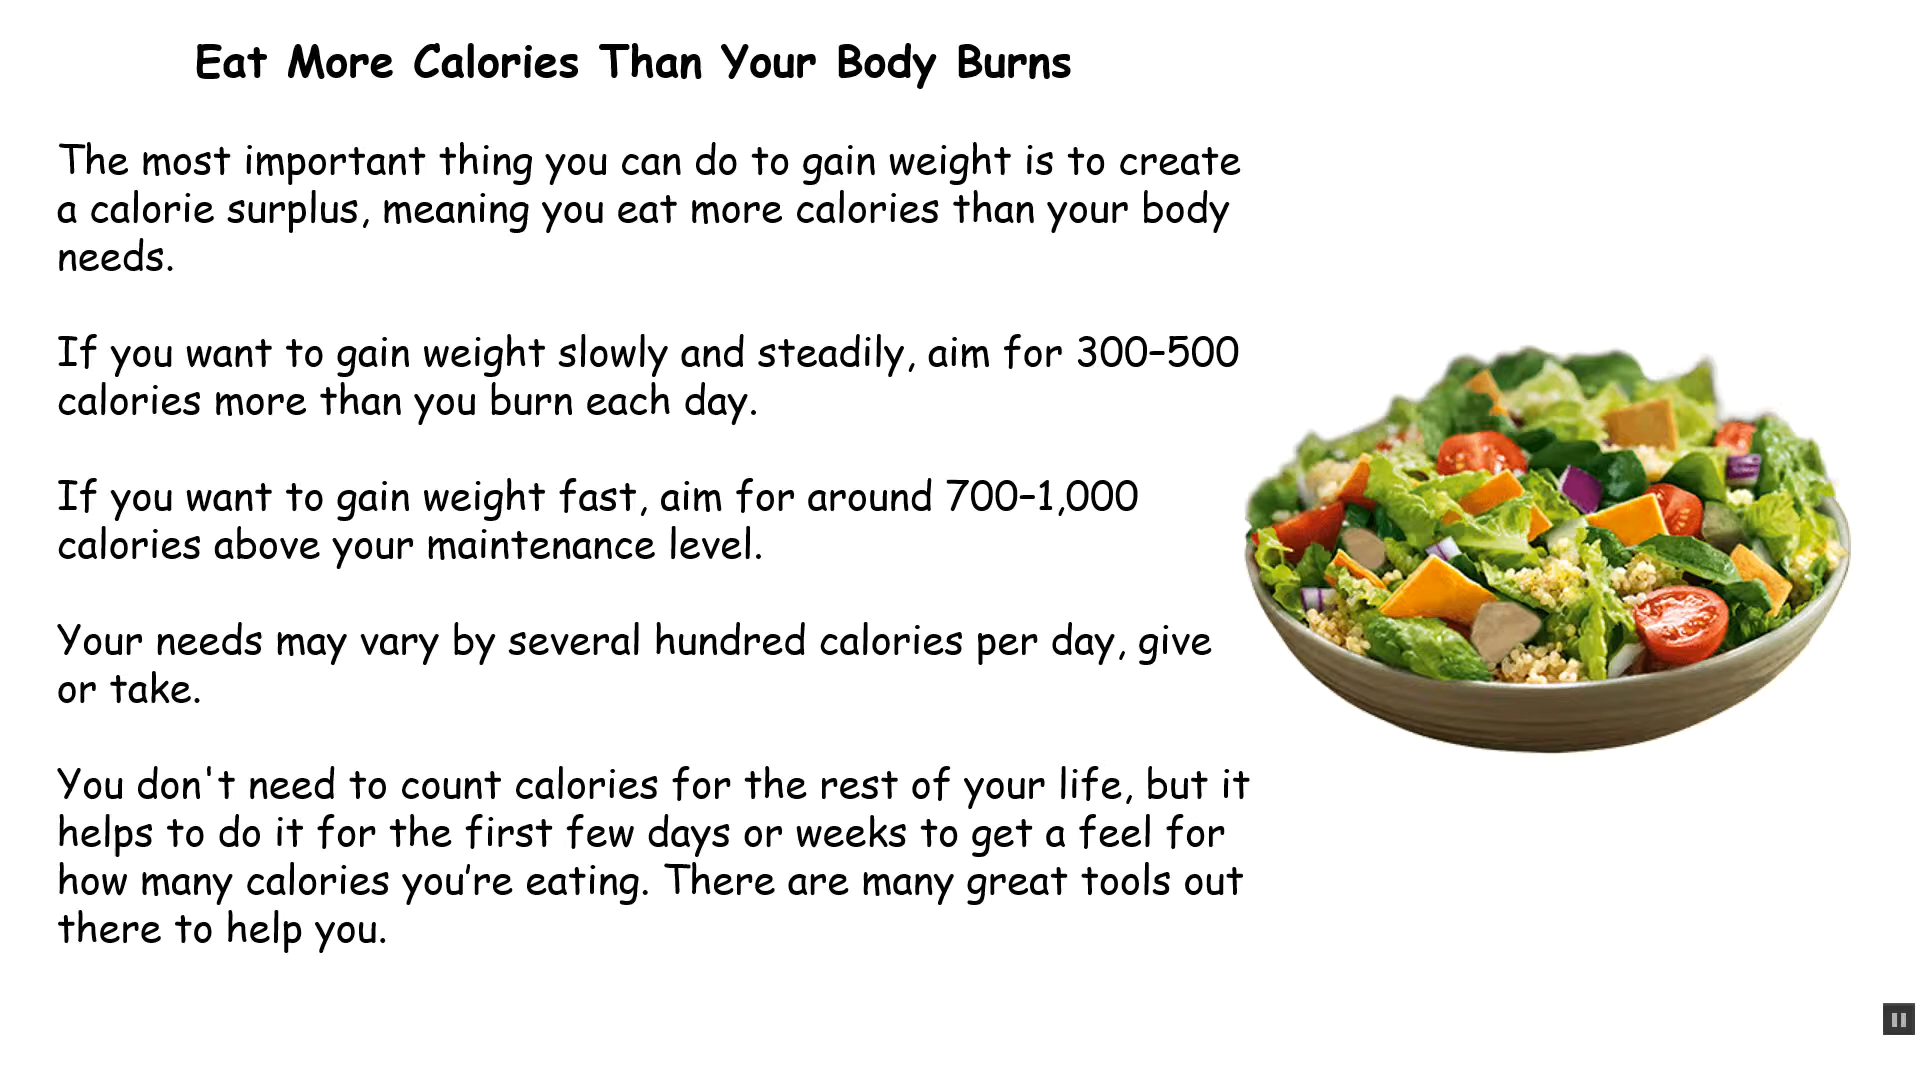 Eat More Calories Than Your Body Burns
The most important thing you can do to gain weight is to create
a calorie surplus, meaning you eat more calories than your body
needs.
If you want to gain weight slowly and steadily, aim for 300–500
calories more than you burn each day.
If you want to gain weight fast, aim for around 700–1,000
calories above your maintenance level.
Your needs may vary by several hundred calories per day, give
or take.
You don't need to count calories for the rest of your life, but it
helps to do it for the first few days or weeks to get a feel for
how many calories you’re eating. There are many great tools out
there to help you.